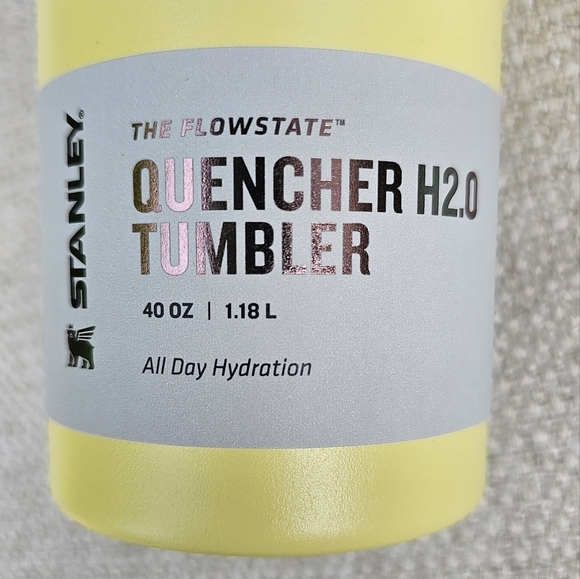 STANLEY®
THE FLOWSTATE™
QUENCHER H2.0
TUMBLER
40 OZ | 1.18 L
All Day Hydration